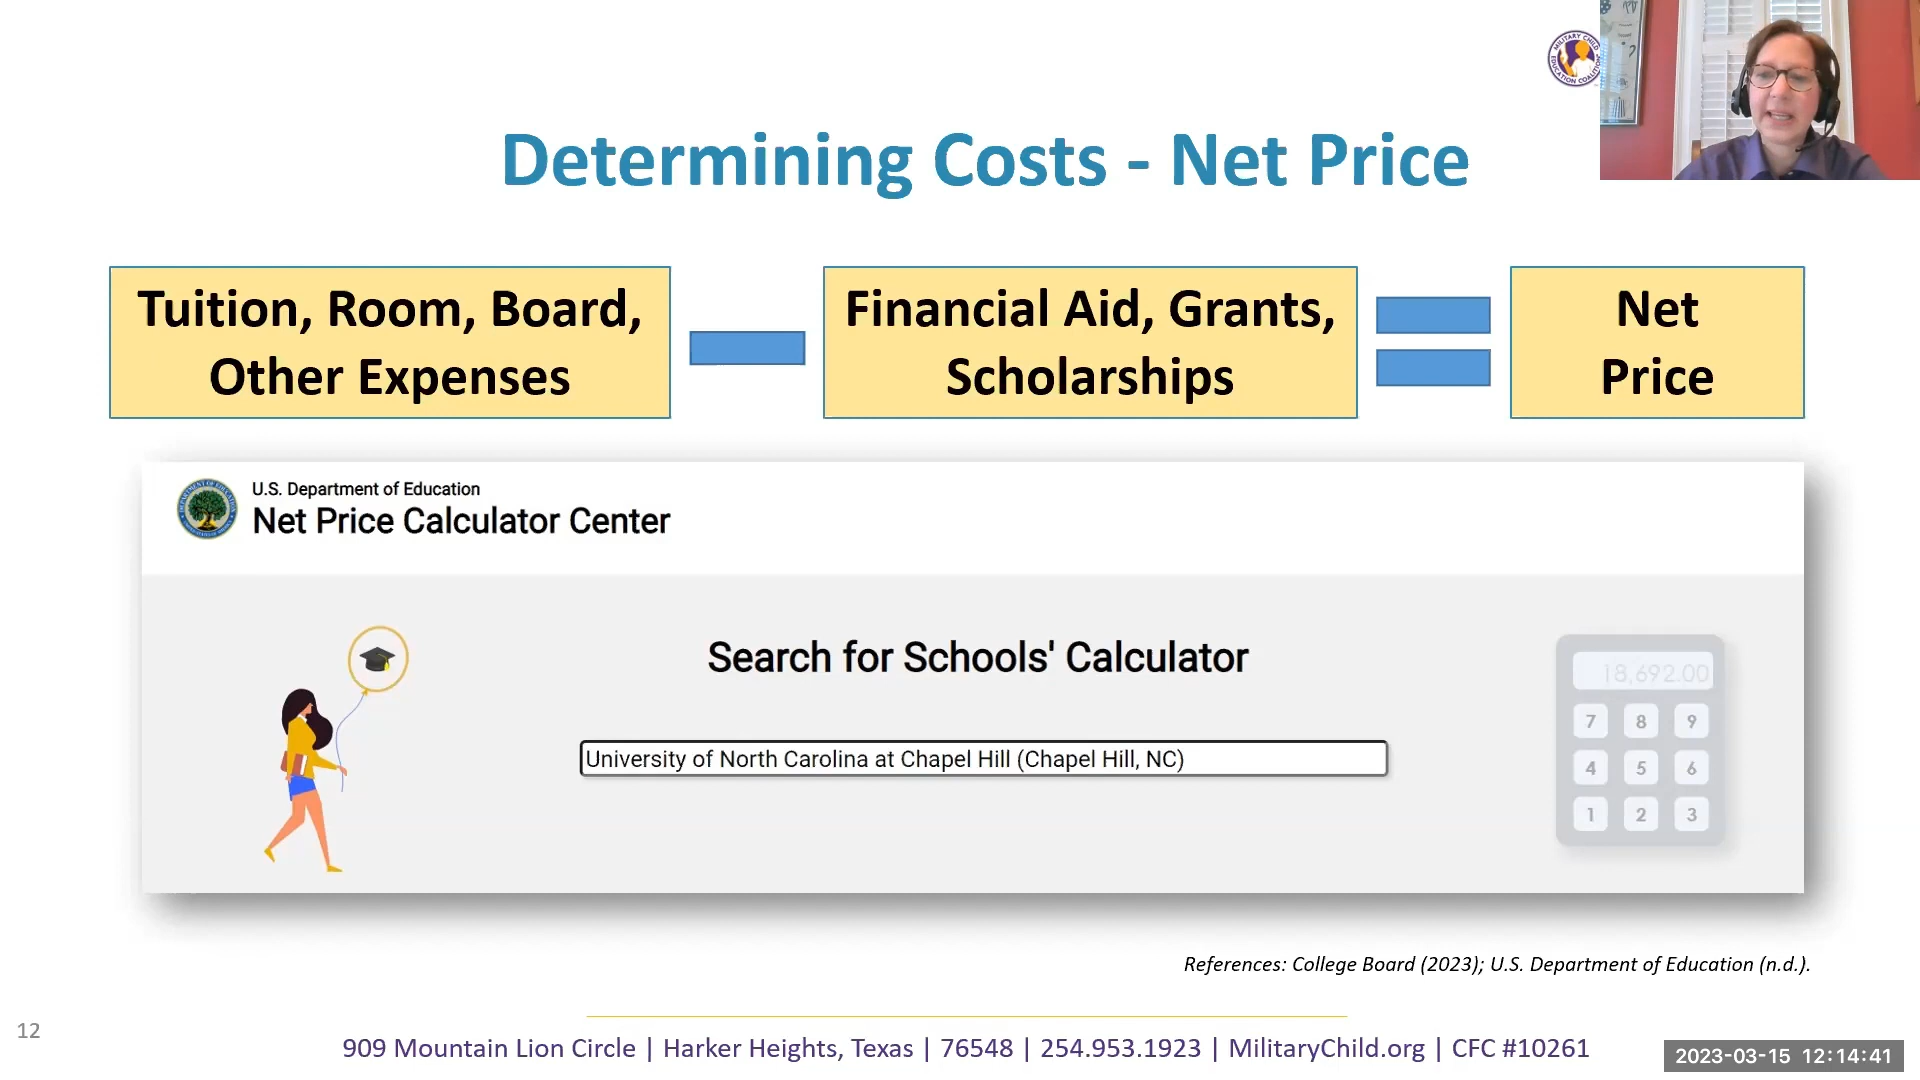 MILITARY CHILD
EDUCATION COALITION
Determining Costs - Net Price
Tuition, Room, Board,
Other Expenses
Financial Aid, Grants,
Scholarships
Net
Price
U.S. Department of Education
Net Price Calculator Center
Search for Schools' Calculator
University of North Carolina at Chapel Hill (Chapel Hill, NC)
18,692.00
7 8 9
4 5 6
1 2 3
References: College Board (2023); U.S. Department of Education (n.d.).
12
909 Mountain Lion Circle | Harker Heights, Texas | 76548 | 254.953.1923 | MilitaryChild.org | CFC #10261
2023-03-15 12:14:41